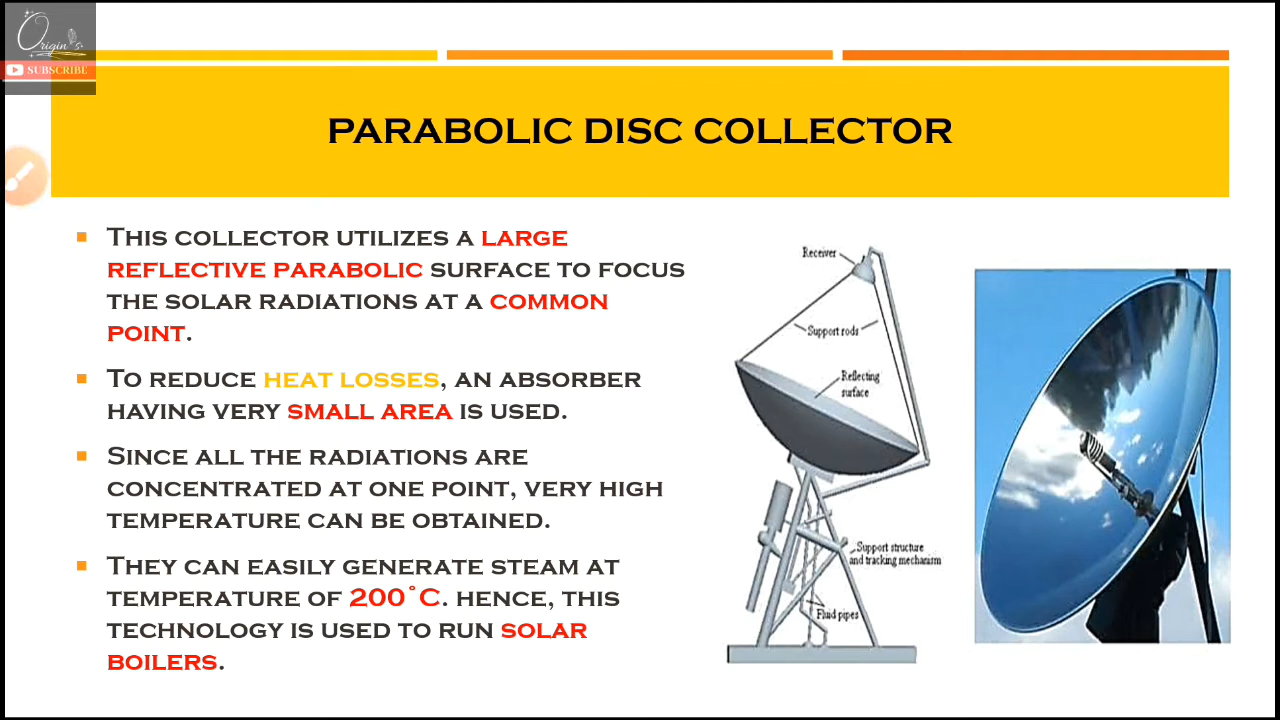 Origin's
SUBSCRIBE
PARABOLIC DISC COLLECTOR
THIS COLLECTOR UTILIZES A LARGE
REFLECTIVE PARABOLIC SURFACE TO FOCUS
THE SOLAR RADIATIONS AT A COMMON
POINT.
TO REDUCE HEAT LOSSES, AN ABSORBER
HAVING VERY SMALL AREA IS USED.
SINCE ALL THE RADIATIONS ARE
CONCENTRATED AT ONE POINT, VERY HIGH
TEMPERATURE CAN BE OBTAINED.
THEY CAN EASILY GENERATE STEAM AT
TEMPERATURE OF 200°C. HENCE, THIS
TECHNOLOGY IS USED TO RUN SOLAR
BOILERS.
Receiver
Support rods
Reflecting
surface
Support structure
and tracking mechanism
Fluid pipes